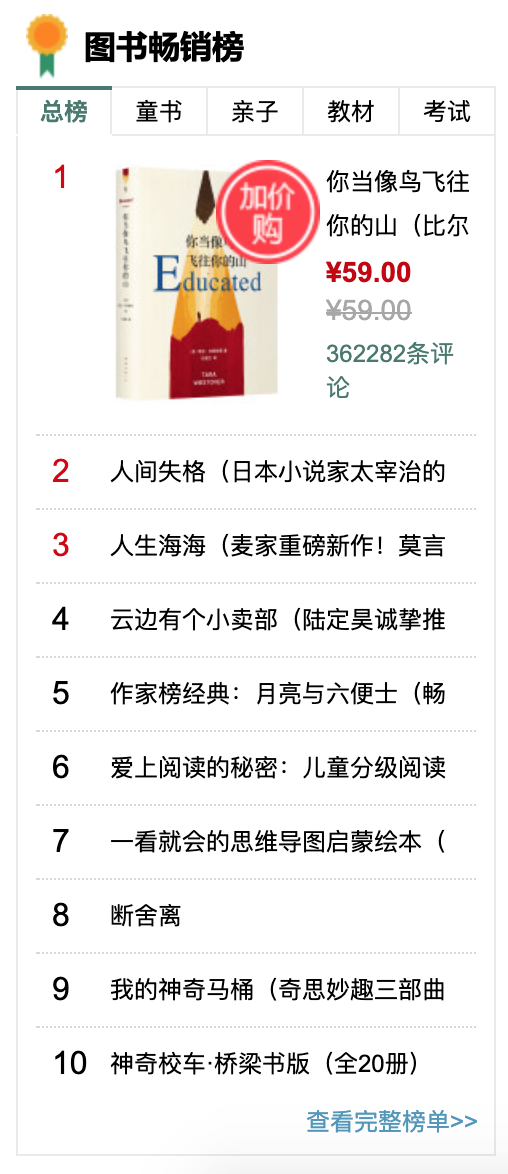 图书畅销榜
总榜 童书 亲子 教材 考试
1
你当像鸟
飞往你的山
Educated
TARA
WESTOVER
加价
购
你当像鸟飞往
你的山（比尔
¥59.00
¥59.00
362282条评
论
2 人间失格（日本小说家太宰治的
3 人生海海（麦家重磅新作！莫言
4 云边有个小卖部（陆定昊诚挚推
5 作家榜经典：月亮与六便士（畅
6 爱上阅读的秘密：儿童分级阅读
7 一看就会的思维导图启蒙绘本（
8 断舍离
9 我的神奇马桶（奇思妙趣三部曲
10 神奇校车·桥梁书版（全20册）
查看完整榜单>>